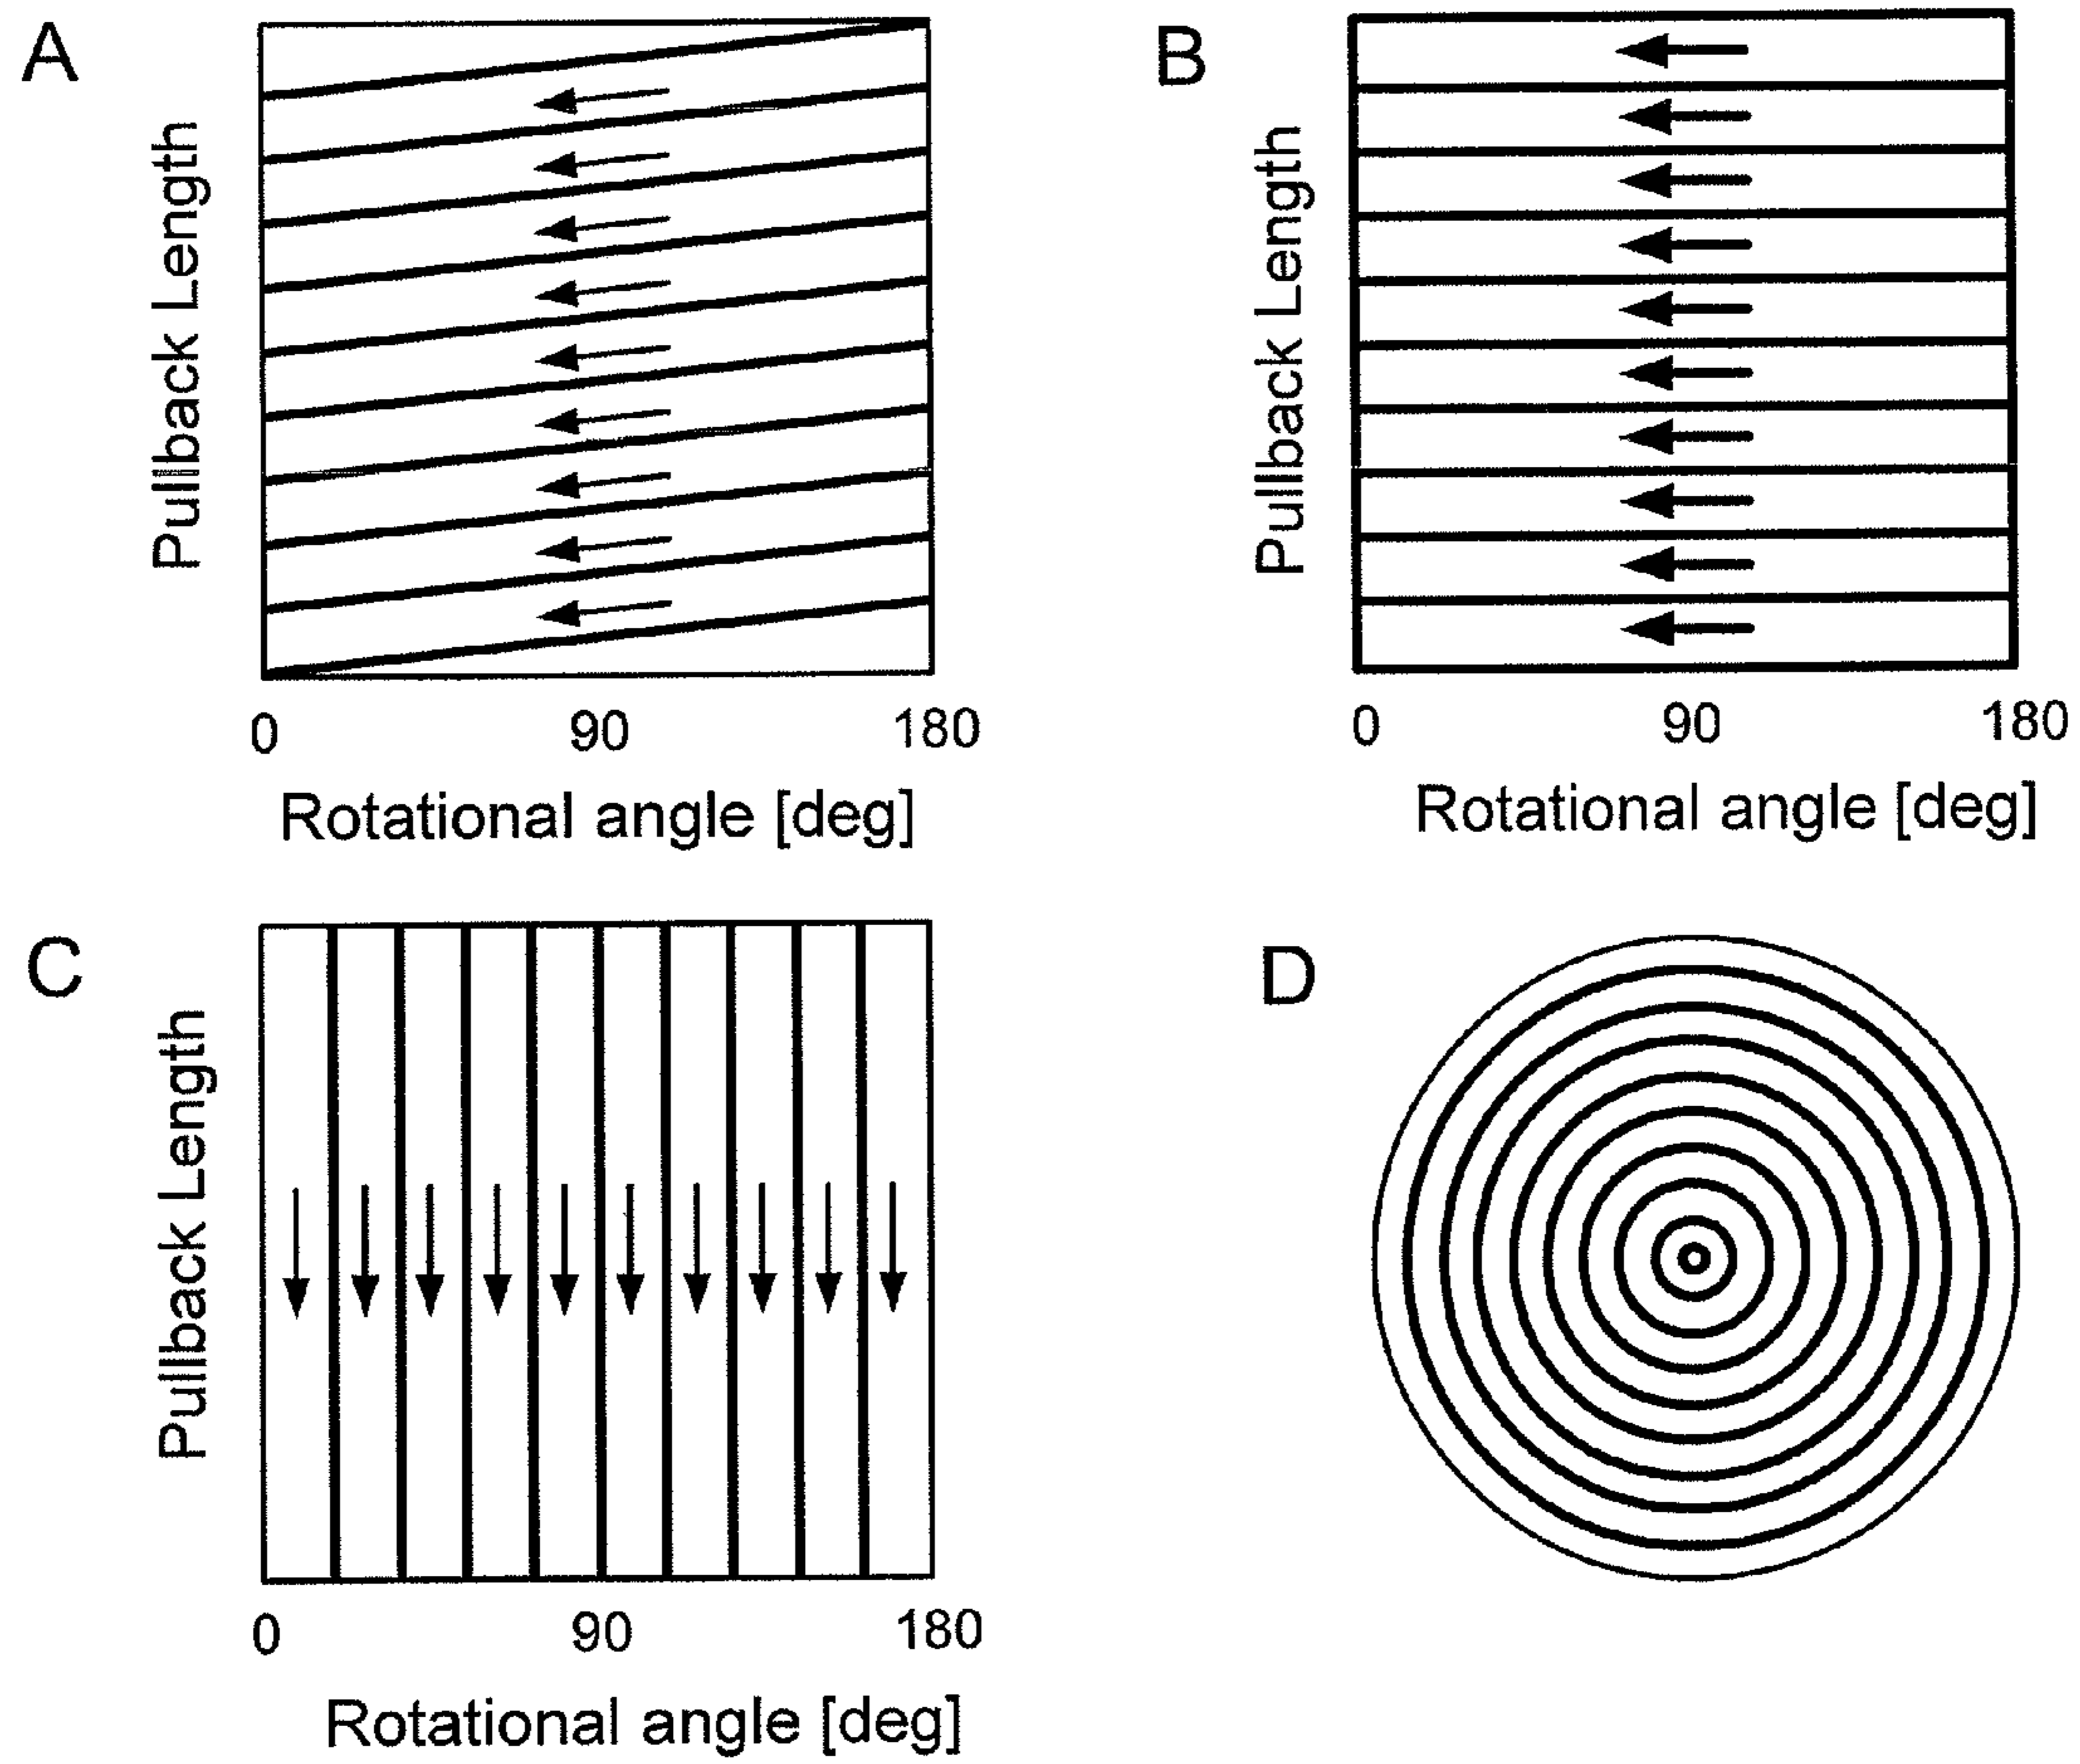 A
B
Pullback Length
Pullback Length
0 90 180
0 90 180
Rotational angle [deg]
Rotational angle [deg]
C
D
Pullback Length
0 90 180
Rotational angle [deg]